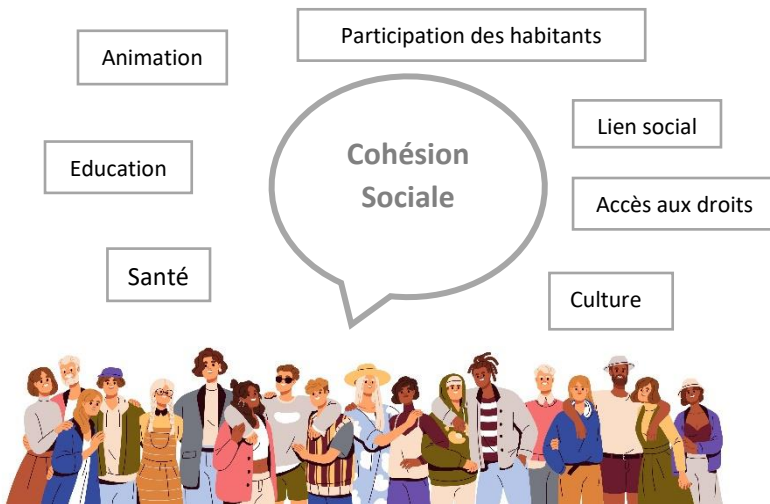 Participation des habitants
Animation
Lien social
Cohésion
Sociale
Education
Accès aux droits
Santé
Culture